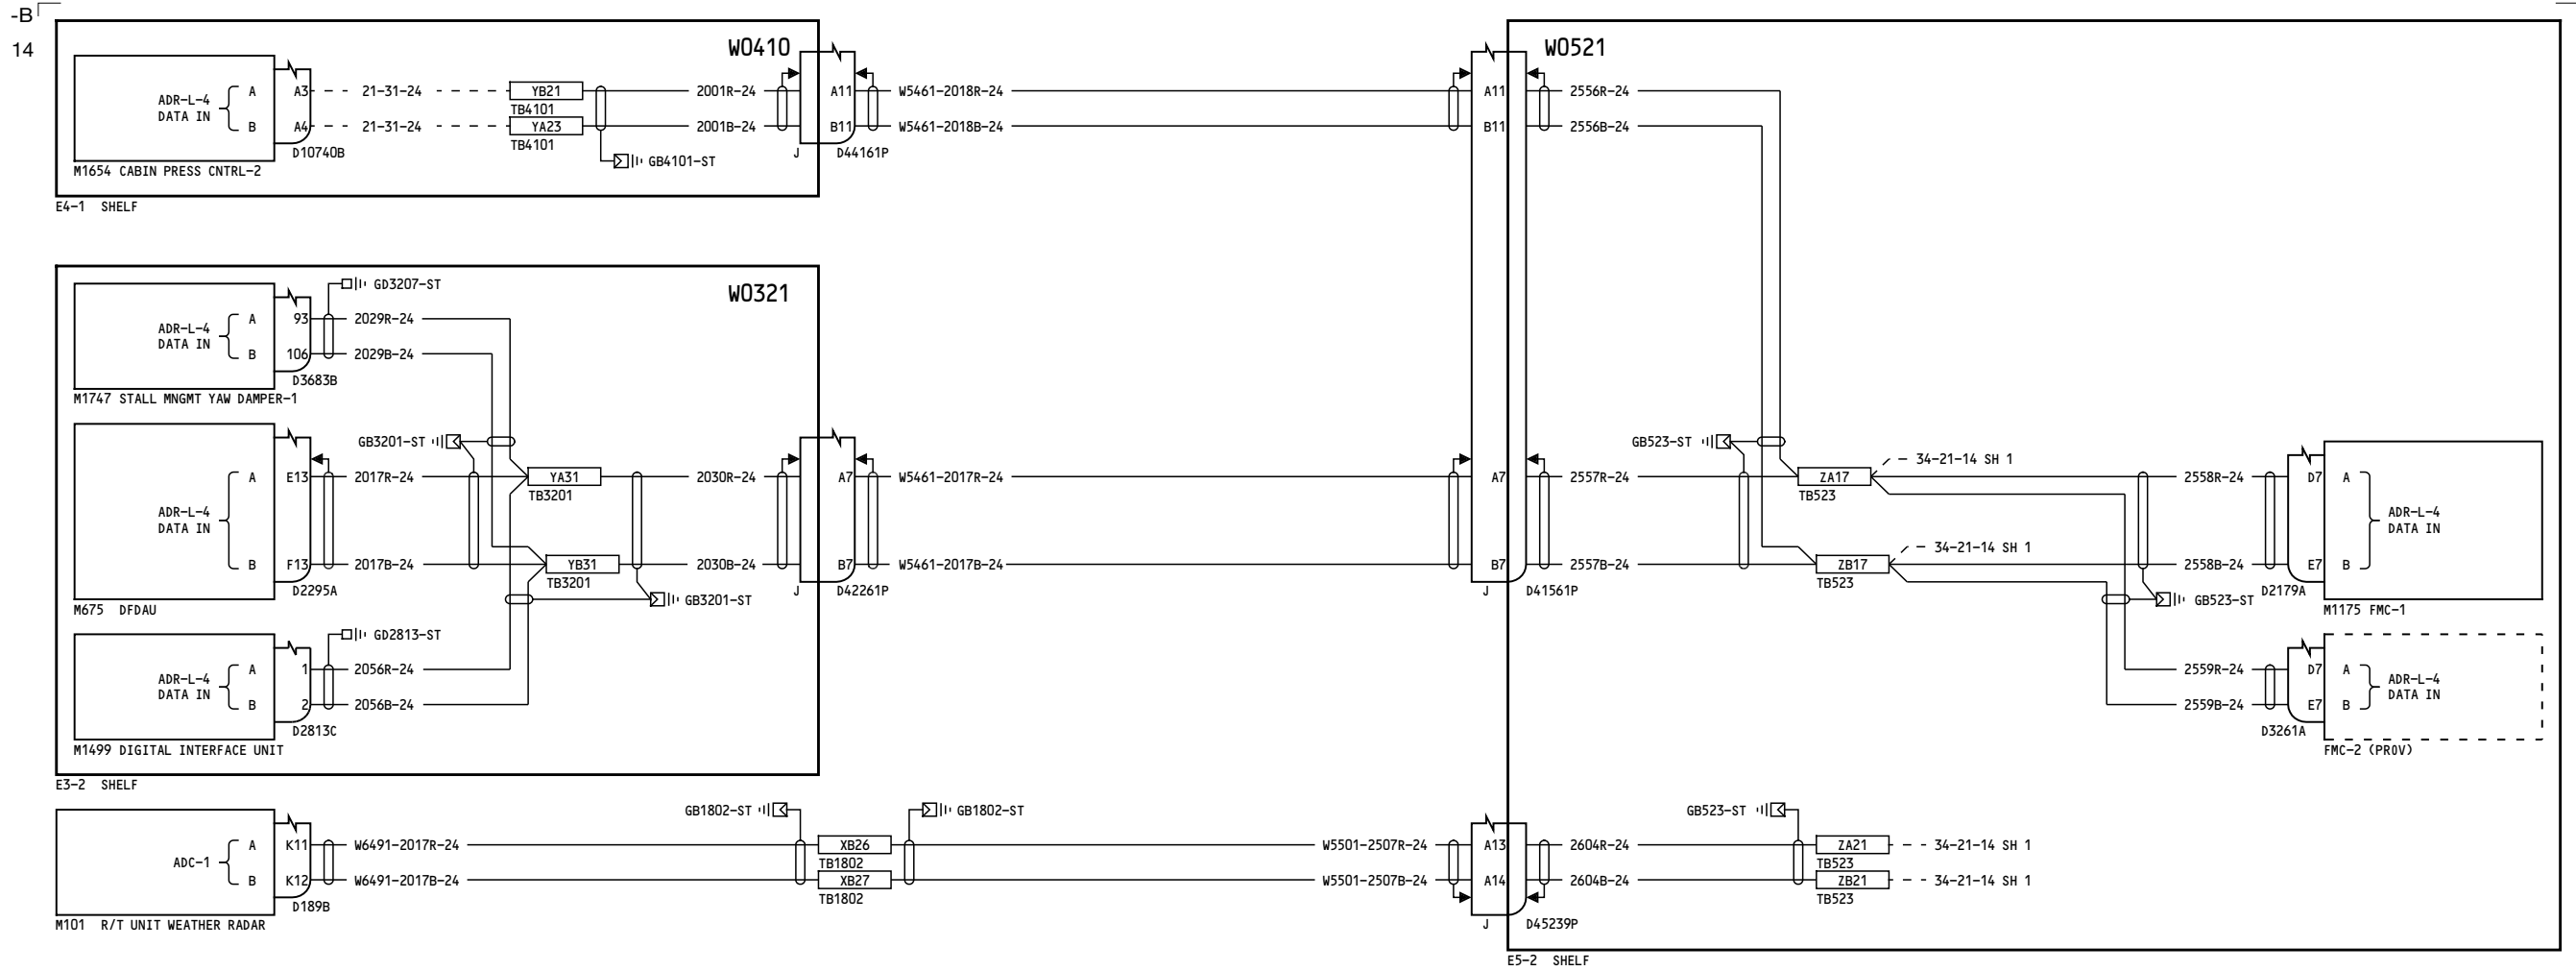 -B
14
W0410
ADR-L-4
DATA IN
A
B
A3
A4
21-31-24
21-31-24
YB21
TB4101
YA23
TB4101
2001R-24
2001B-24
GB4101-ST
D10740B
M1654 CABIN PRESS CNTRL-2
E4-1 SHELF
A11
B11
J
D44161P
W5461-2018R-24
W5461-2018B-24
W0521
A11
B11
2556R-24
2556B-24
W0321
GD3207-ST
ADR-L-4
DATA IN
A
B
93
106
2029R-24
2029B-24
D3683B
M1747 STALL MNGMT YAW DAMPER-1
GB3201-ST
ADR-L-4
DATA IN
A
B
E13
F13
2017R-24
2017B-24
D2295A
M675 DFDAU
YA31
TB3201
YB31
TB3201
2030R-24
2030B-24
GB3201-ST
A7
B7
J
D42261P
W5461-2017R-24
W5461-2017B-24
A7
B7
J
D41561P
2557R-24
2557B-24
GB523-ST
ZA17
TB523
ZB17
TB523
34-21-14 SH 1
34-21-14 SH 1
2558R-24
2558B-24
GB523-ST
D7
E7
A
B
ADR-L-4
DATA IN
D2179A
M1175 FMC-1
GD2813-ST
ADR-L-4
DATA IN
A
B
1
2
2056R-24
2056B-24
D2813C
M1499 DIGITAL INTERFACE UNIT
E3-2 SHELF
2559R-24
2559B-24
D7
E7
A
B
ADR-L-4
DATA IN
D3261A
FMC-2 (PROV)
ADC-1
A
B
K11
K12
W6491-2017R-24
W6491-2017B-24
D189B
M101 R/T UNIT WEATHER RADAR
GB1802-ST
GB1802-ST
XB26
TB1802
XB27
TB1802
W5501-2507R-24
W5501-2507B-24
A13
A14
J
D45239P
2604R-24
2604B-24
GB523-ST
ZA21
TB523
ZB21
TB523
34-21-14 SH 1
34-21-14 SH 1
E5-2 SHELF